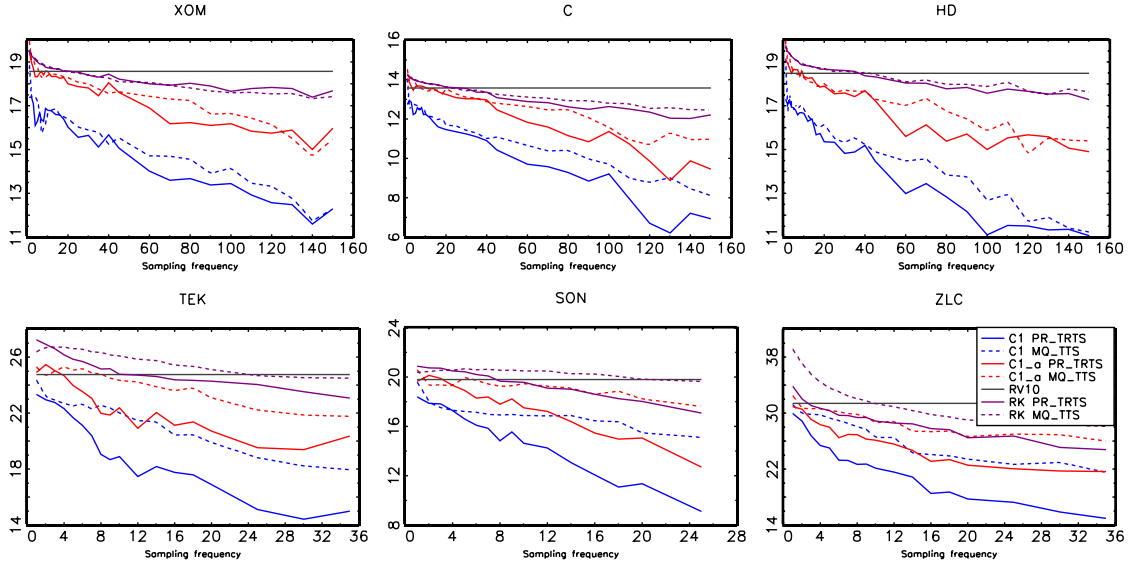 XOM
C
HD
19
17
15
13
11
0 20 40 60 80 100 120 140 160
Sampling frequency
16
14
12
10
8
6
0 20 40 60 80 100 120 140 160
Sampling frequency
19
17
15
13
11
0 20 40 60 80 100 120 140 160
Sampling frequency
TEK
SON
ZLC
26
22
18
14
0 4 8 12 16 20 24 28 32 36
Sampling frequency
24
20
16
12
8
0 4 8 12 16 20 24 28
Sampling frequency
38
30
22
14
0 4 8 12 16 20 24 28 32 36
Sampling frequency
C1 PR_TRTS
C1 MQ_TTS
C1_a PR_TRTS
C1_a MQ_TTS
RV10
RK PR_TRTS
RK MQ_TTS